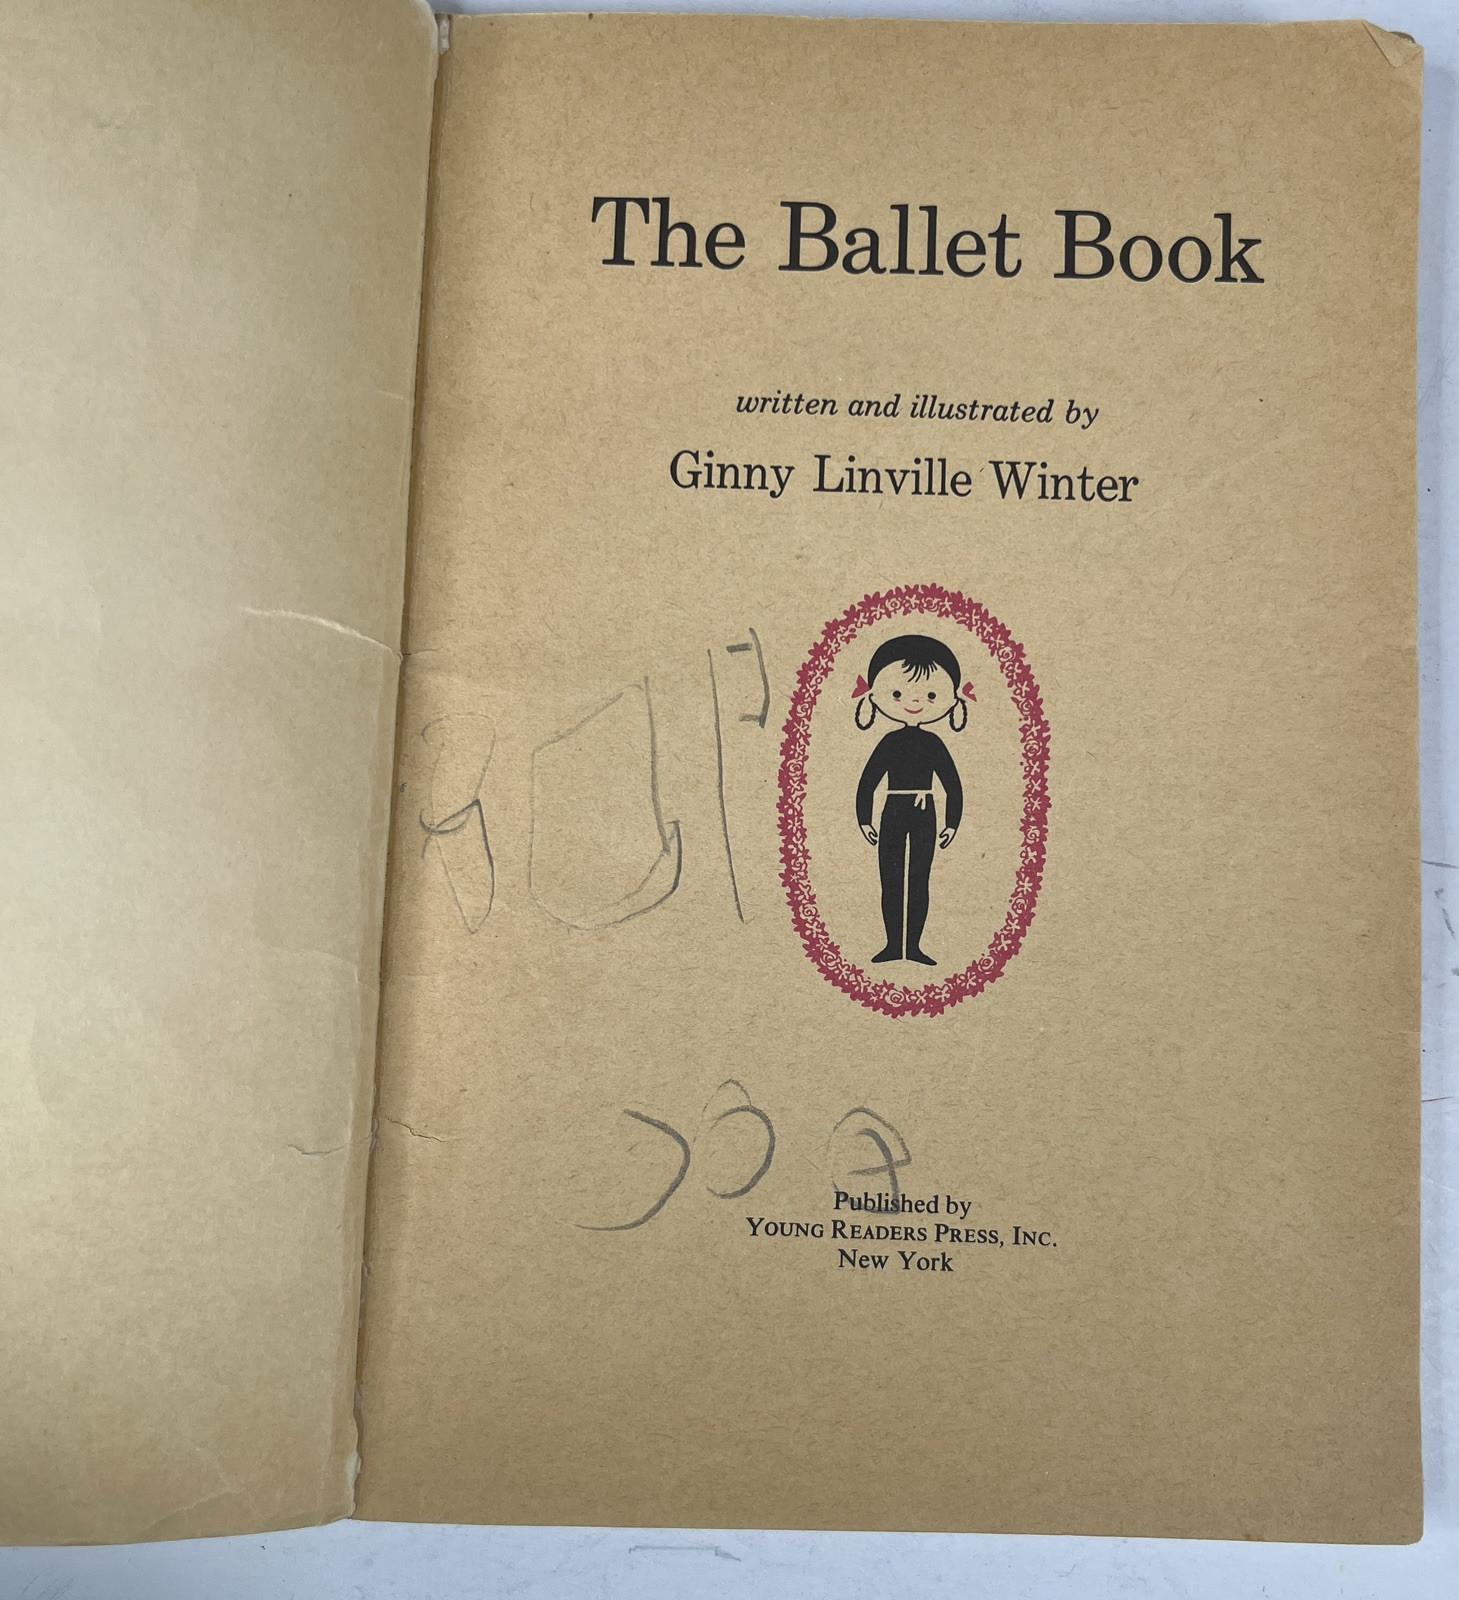 The Ballet Book
written and illustrated by
Ginny Linville Winter
Published by
YOUNG READERS PRESS, INC.
New York